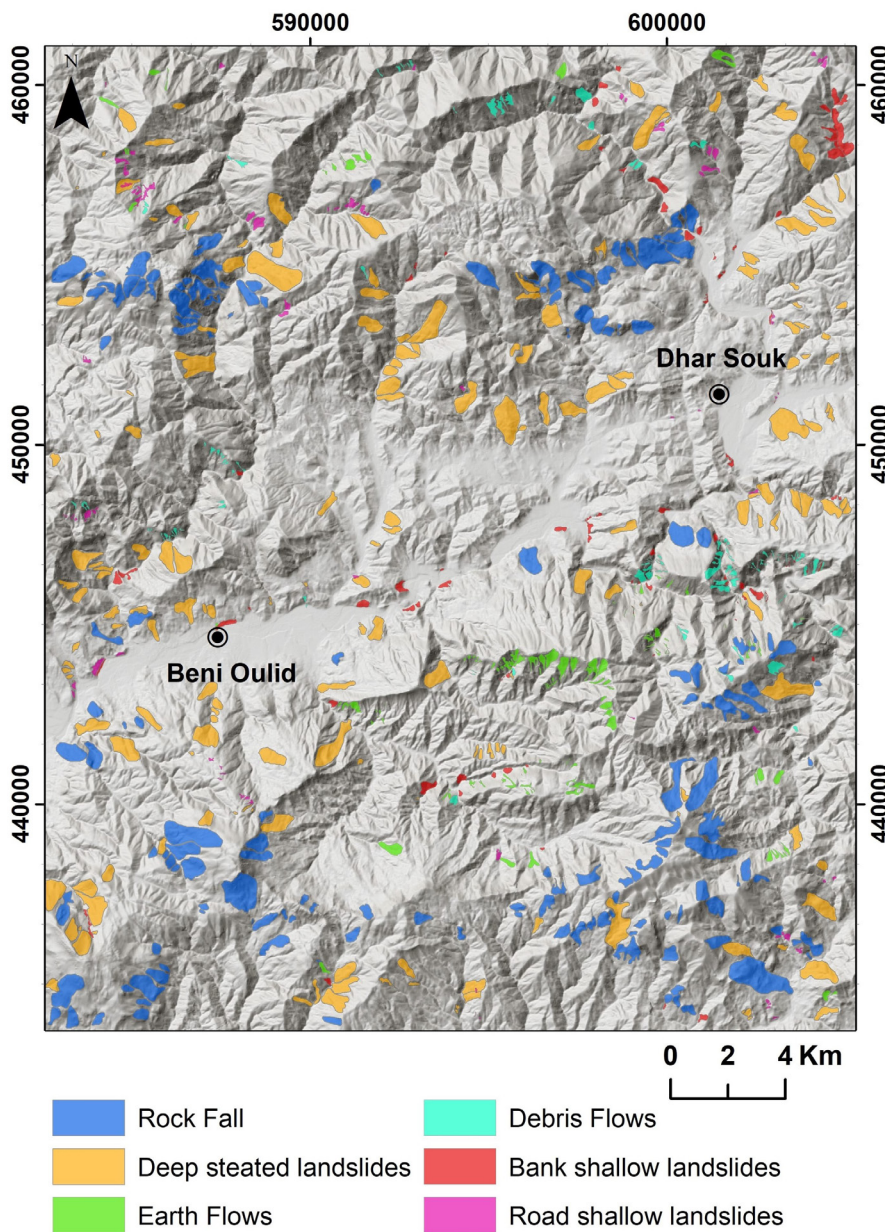 590000 600000
N
460000 460000
Dhar Souk
450000 450000
Beni Oulid
440000 440000
0 2 4 Km
Rock Fall Debris Flows
Deep steated landslides Bank shallow landslides
Earth Flows Road shallow landslides